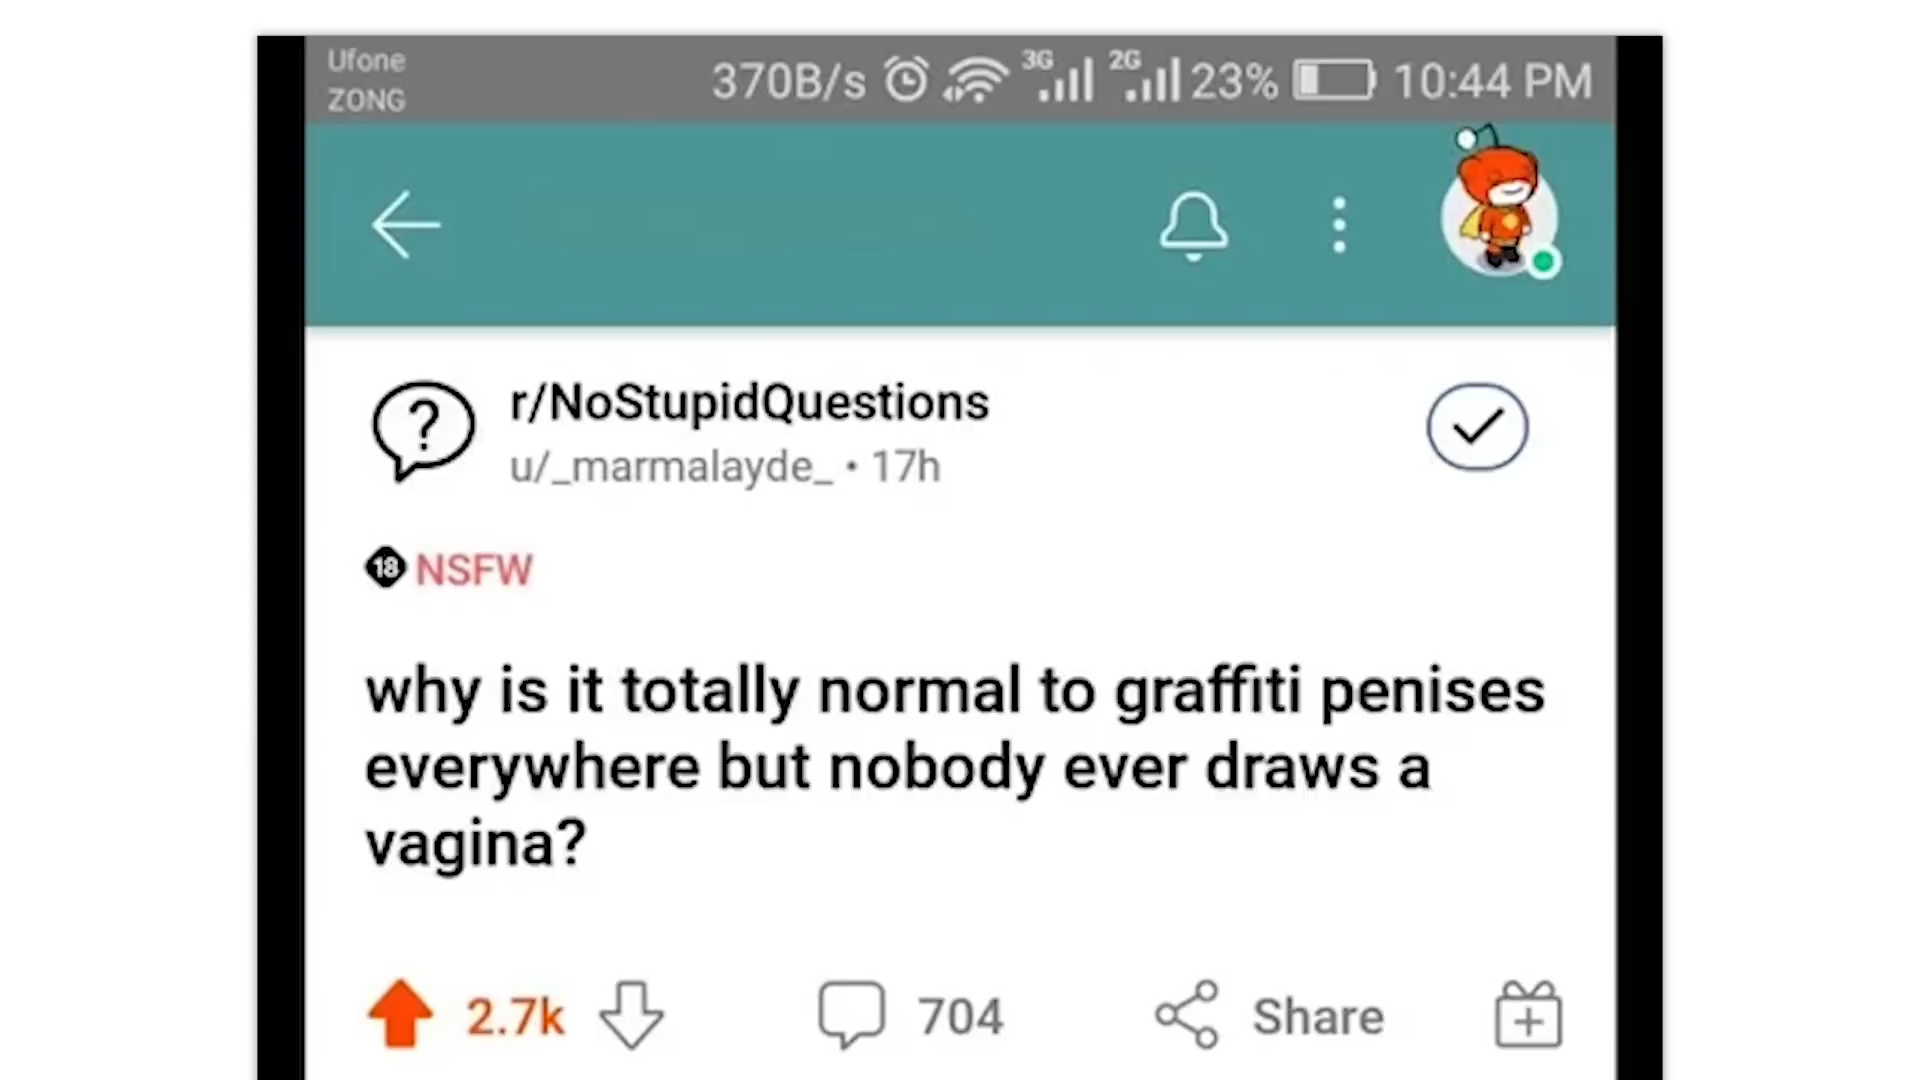 Ufone
ZONG
370B/s 3G 2G 23% 10:44 PM
r/NoStupidQuestions
u/_marmalayde_ • 17h
18 NSFW
why is it totally normal to graffiti penises
everywhere but nobody ever draws a
vagina?
2.7k 704 Share